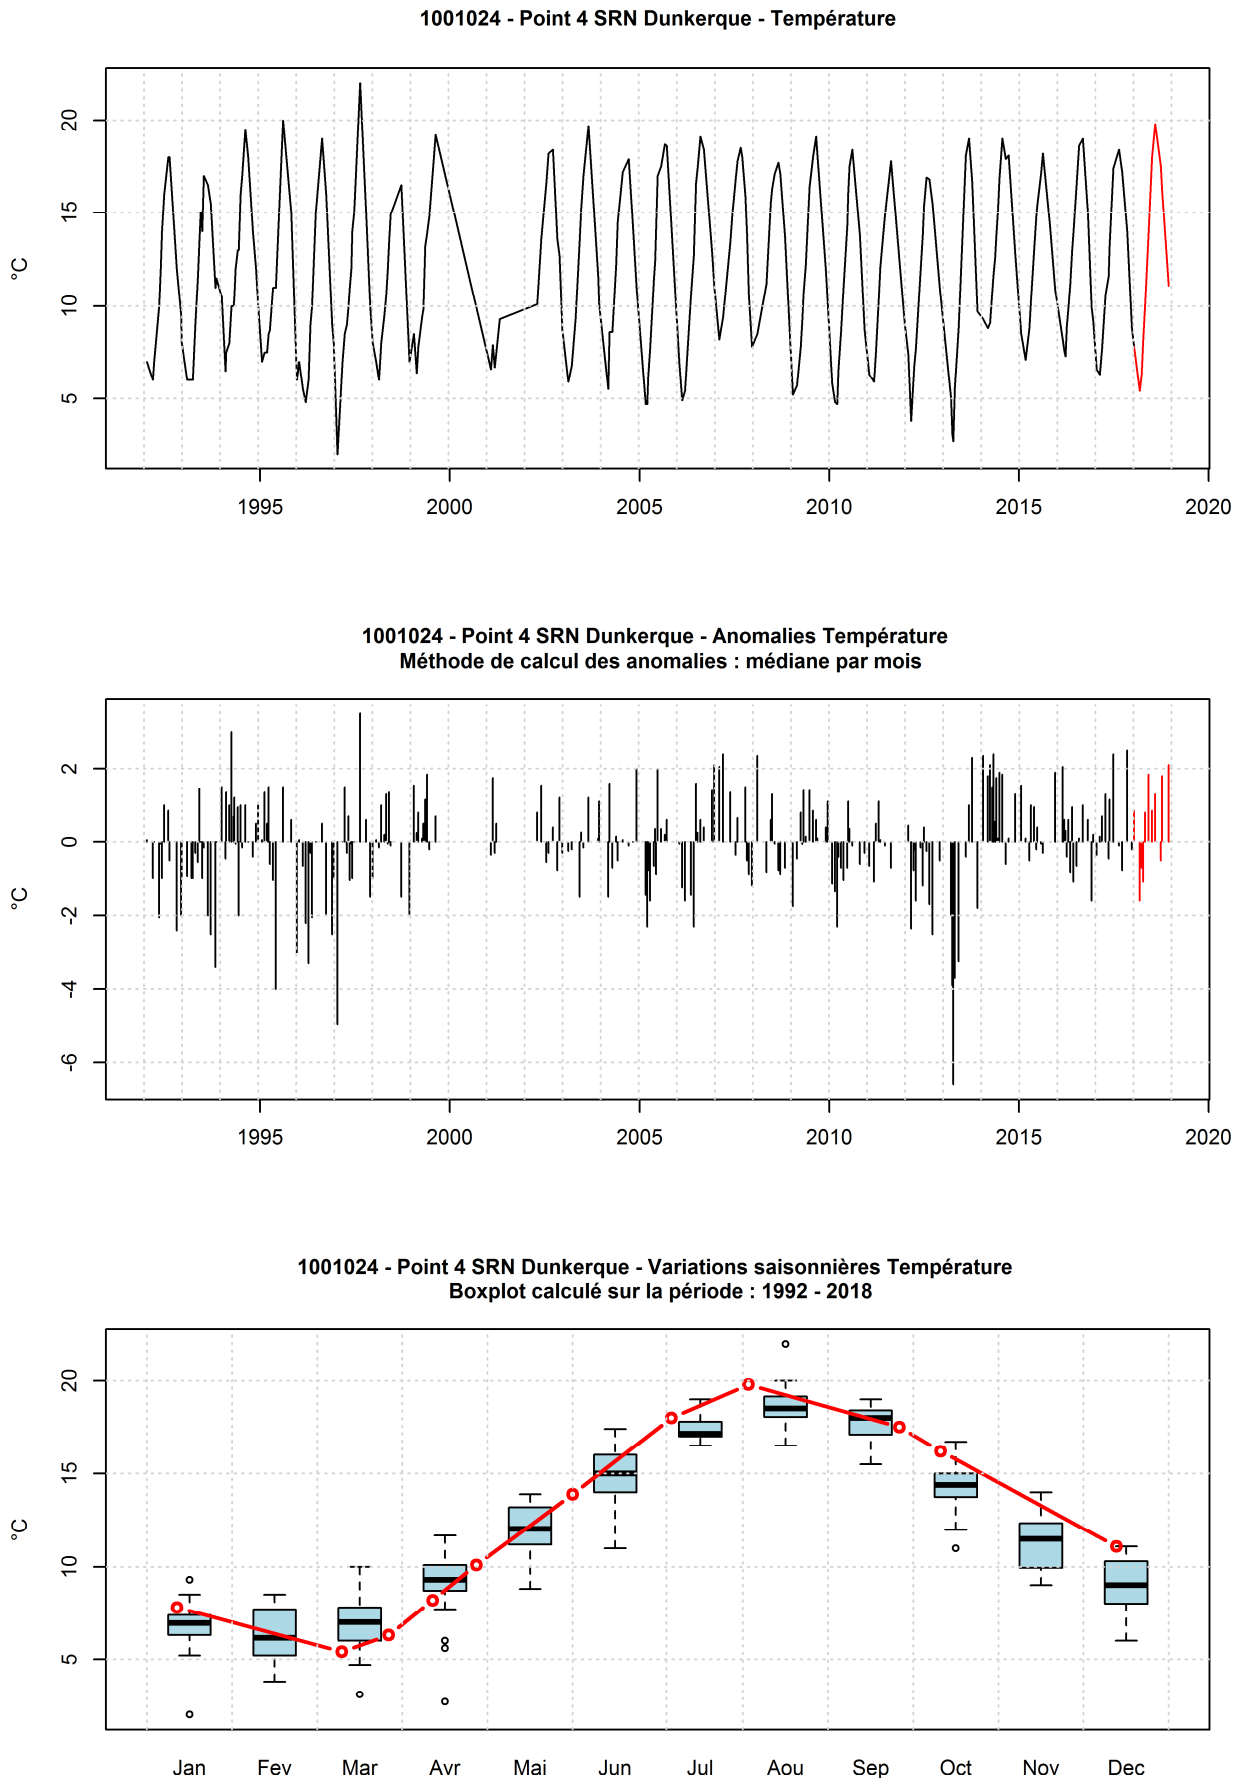 1001024 - Point 4 SRN Dunkerque - Température
°C
20
15
10
5
1995 2000 2005 2010 2015 2020
1001024 - Point 4 SRN Dunkerque - Anomalies Température
Méthode de calcul des anomalies : médiane par mois
°C
2
0
-2
-4
-6
1995 2000 2005 2010 2015 2020
1001024 - Point 4 SRN Dunkerque - Variations saisonnières Température
Boxplot calculé sur la période : 1992 - 2018
°C
20
15
10
5
Jan Fev Mar Avr Mai Jun Jul Aou Sep Oct Nov Dec